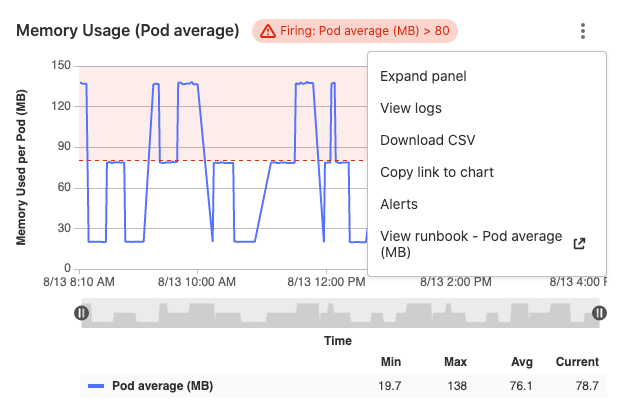 Memory Usage (Pod average)
Firing: Pod average (MB) > 80
Expand panel
View logs
Download CSV
Copy link to chart
Alerts
View runbook - Pod average
(MB)
Memory Used per Pod (MB)
150
120
90
60
30
0
8/13 8:10 AM
8/13 10:00 AM
8/13 12:00 PM
8/13 2:00 PM
8/13 4:00
Time
Min Max Avg Current
Pod average (MB) 19.7 138 76.1 78.7